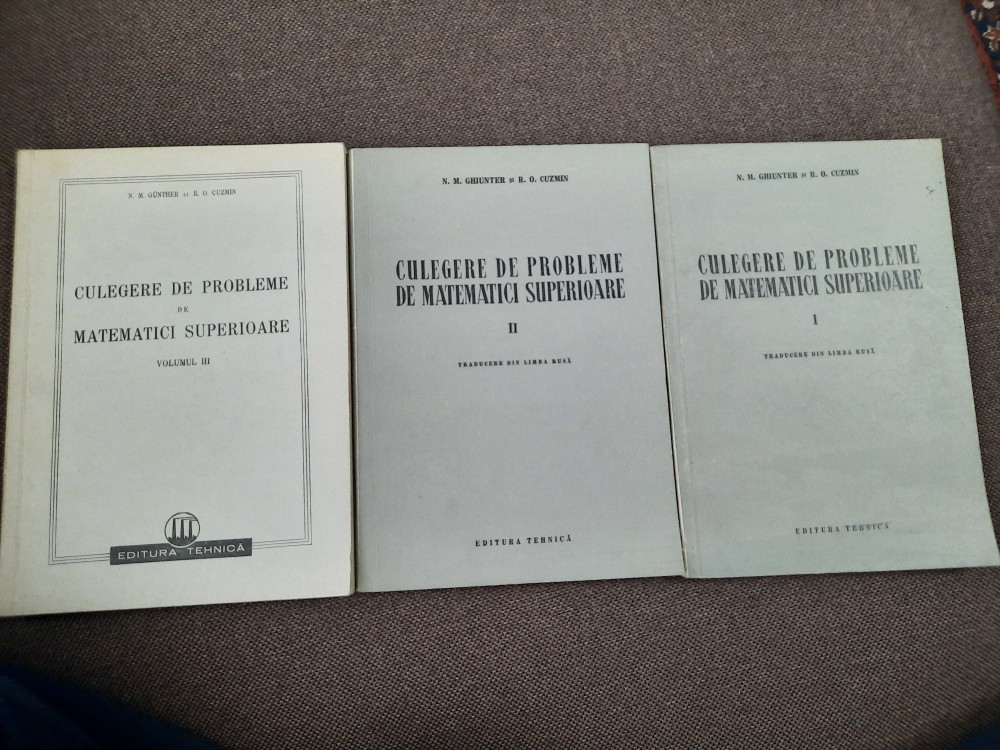 N. M. GÜNTHER și R. O. CUZMIN
CULEGERE DE PROBLEME
DE
MATEMATICI SUPERIOARE
VOLUMUL III
EDITURA TEHNICĂ
N. M. GHIUNTER și R. O. CUZMIN
CULEGERE DE PROBLEME
DE MATEMATICI SUPERIOARE
II
TRADUCERE DIN LIMBA RUSĂ
EDITURA TEHNICĂ
N. M. GHIUNTER și R. O. CUZMIN
CULEGERE DE PROBLEME
DE MATEMATICI SUPERIOARE
I
TRADUCERE DIN LIMBA RUSĂ
EDITURA TEHNICĂ